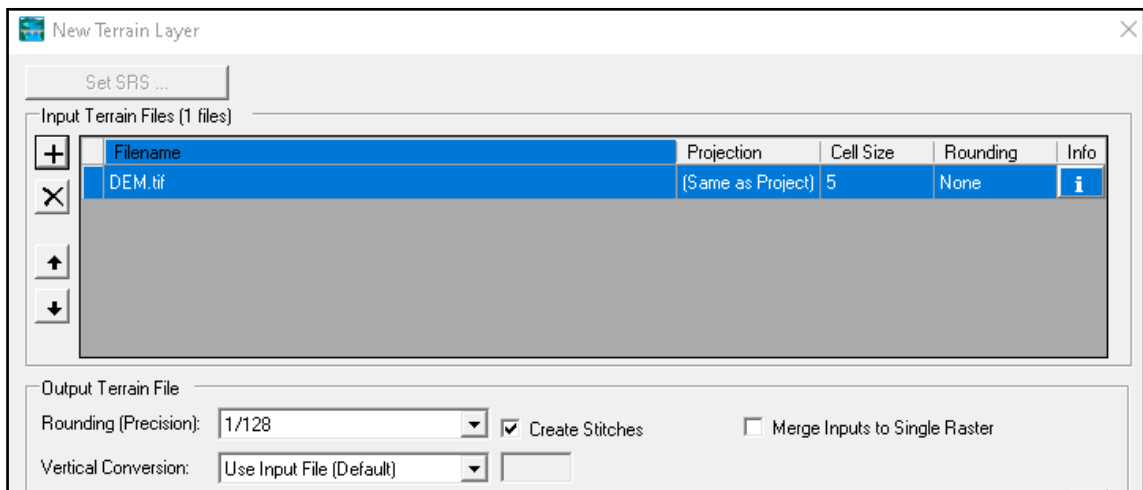 New Terrain Layer
Set SRS ...
Input Terrain Files (1 files)
Filename Projection Cell Size Rounding Info
DEM.tif (Same as Project) 5 None i
Output Terrain File
Rounding (Precision): 1/128 Create Stitches Merge Inputs to Single Raster
Vertical Conversion: Use Input File (Default)